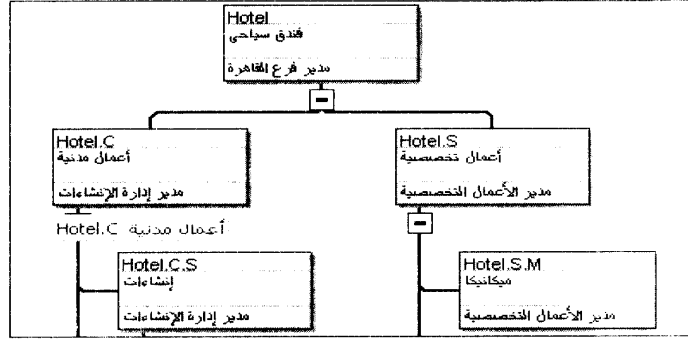 Hotel
فندق سياحى
مدير فرع القاهرة
Hotel.C
أعمال مدنية
مدير إدارة الإنشاءات
Hotel.S
أعمال تخصصية
مدير الأعمال التخصصية
Hotel.C أعمال مدنية
Hotel.C.S
إنشاءات
مدير إدارة الإنشاءات
Hotel.S.M
ميكانيكا
مدير الأعمال التخصصية